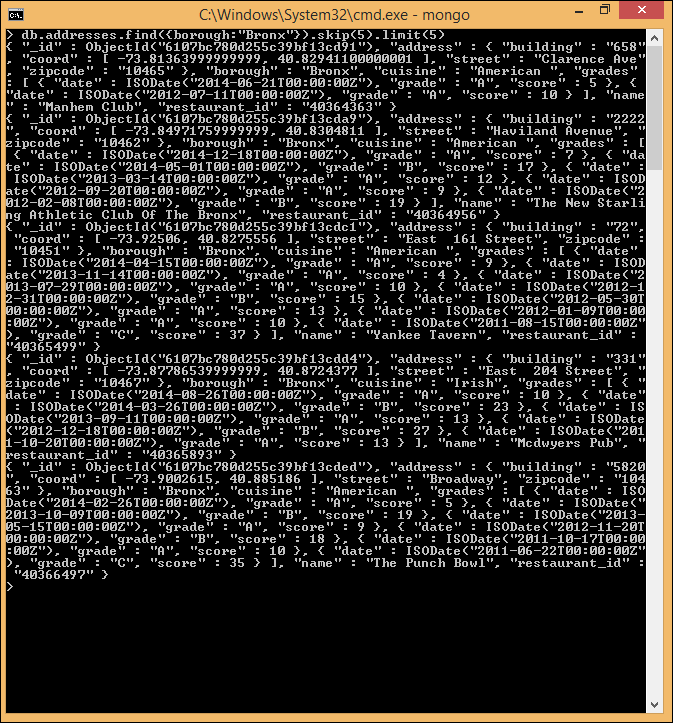 C:\Windows\System32\cmd.exe - mongo
> db.addresses.find({borough:"Bronx"}).skip(5).limit(5)
{ "_id" : ObjectId("6107bc780d255c39bf13cd91"), "address" : { "building" : "658"
, "coord" : [ -73.81363999999999, 40.82941100000001 ], "street" : "Clarence Ave"
, "zipcode" : "10465" }, "borough" : "Bronx", "cuisine" : "American ", "grades"
: [ { "date" : ISODate("2014-06-21T00:00:00Z"), "grade" : "A", "score" : 5 }, {
"date" : ISODate("2012-07-11T00:00:00Z"), "grade" : "A", "score" : 10 } ], "name
" : "Manhem Club", "restaurant_id" : "40364363" }
{ "_id" : ObjectId("6107bc780d255c39bf13cda9"), "address" : { "building" : "2222
", "coord" : [ -73.84971759999999, 40.8304811 ], "street" : "Haviland Avenue", "
zipcode" : "10462" }, "borough" : "Bronx", "cuisine" : "American ", "grades" : [
 { "date" : ISODate("2014-12-18T00:00:00Z"), "grade" : "A", "score" : 7 }, { "da
te" : ISODate("2014-05-01T00:00:00Z"), "grade" : "B", "score" : 17 }, { "date" :
 ISODate("2013-03-14T00:00:00Z"), "grade" : "A", "score" : 12 }, { "date" : ISOD
ate("2012-09-20T00:00:00Z"), "grade" : "A", "score" : 9 }, { "date" : ISODate("2
012-02-08T00:00:00Z"), "grade" : "B", "score" : 19 } ], "name" : "The New Starli
ng Athletic Club Of The Bronx", "restaurant_id" : "40364956" }
{ "_id" : ObjectId("6107bc780d255c39bf13cdc1"), "address" : { "building" : "72",
 "coord" : [ -73.92506, 40.8275556 ], "street" : "East  161 Street", "zipcode" :
 "10451" }, "borough" : "Bronx", "cuisine" : "American ", "grades" : [ { "date"
: ISODate("2014-04-15T00:00:00Z"), "grade" : "A", "score" : 9 }, { "date" : ISOD
ate("2013-11-14T00:00:00Z"), "grade" : "A", "score" : 4 }, { "date" : ISODate("2
013-07-29T00:00:00Z"), "grade" : "A", "score" : 10 }, { "date" : ISODate("2012-1
2-31T00:00:00Z"), "grade" : "B", "score" : 15 }, { "date" : ISODate("2012-05-30T
00:00:00Z"), "grade" : "A", "score" : 13 }, { "date" : ISODate("2012-01-09T00:00
:00Z"), "grade" : "A", "score" : 10 }, { "date" : ISODate("2011-08-15T00:00:00Z"
), "grade" : "C", "score" : 37 } ], "name" : "Yankee Tavern", "restaurant_id" :
"40365499" }
{ "_id" : ObjectId("6107bc780d255c39bf13cdd4"), "address" : { "building" : "331"
, "coord" : [ -73.87786539999999, 40.8724377 ], "street" : "East  204 Street", "
zipcode" : "10467" }, "borough" : "Bronx", "cuisine" : "Irish", "grades" : [ { "
date" : ISODate("2014-08-26T00:00:00Z"), "grade" : "A", "score" : 10 }, { "date"
 : ISODate("2014-03-26T00:00:00Z"), "grade" : "B", "score" : 23 }, { "date" : IS
ODate("2013-09-11T00:00:00Z"), "grade" : "A", "score" : 13 }, { "date" : ISODate
("2012-12-18T00:00:00Z"), "grade" : "B", "score" : 27 }, { "date" : ISODate("201
1-10-20T00:00:00Z"), "grade" : "A", "score" : 13 } ], "name" : "Mcdwyers Pub", "
restaurant_id" : "40365893" }
{ "_id" : ObjectId("6107bc780d255c39bf13cded"), "address" : { "building" : "5820
", "coord" : [ -73.9002615, 40.885186 ], "street" : "Broadway", "zipcode" : "104
63" }, "borough" : "Bronx", "cuisine" : "American ", "grades" : [ { "date" : ISO
Date("2014-02-26T00:00:00Z"), "grade" : "A", "score" : 5 }, { "date" : ISODate("
2013-10-09T00:00:00Z"), "grade" : "B", "score" : 19 }, { "date" : ISODate("2013-
05-15T00:00:00Z"), "grade" : "A", "score" : 9 }, { "date" : ISODate("2012-11-20T
00:00:00Z"), "grade" : "B", "score" : 18 }, { "date" : ISODate("2011-10-17T00:00
:00Z"), "grade" : "A", "score" : 10 }, { "date" : ISODate("2011-06-22T00:00:00Z"
), "grade" : "C", "score" : 35 } ], "name" : "The Punch Bowl", "restaurant_id" :
 "40366497" }
>